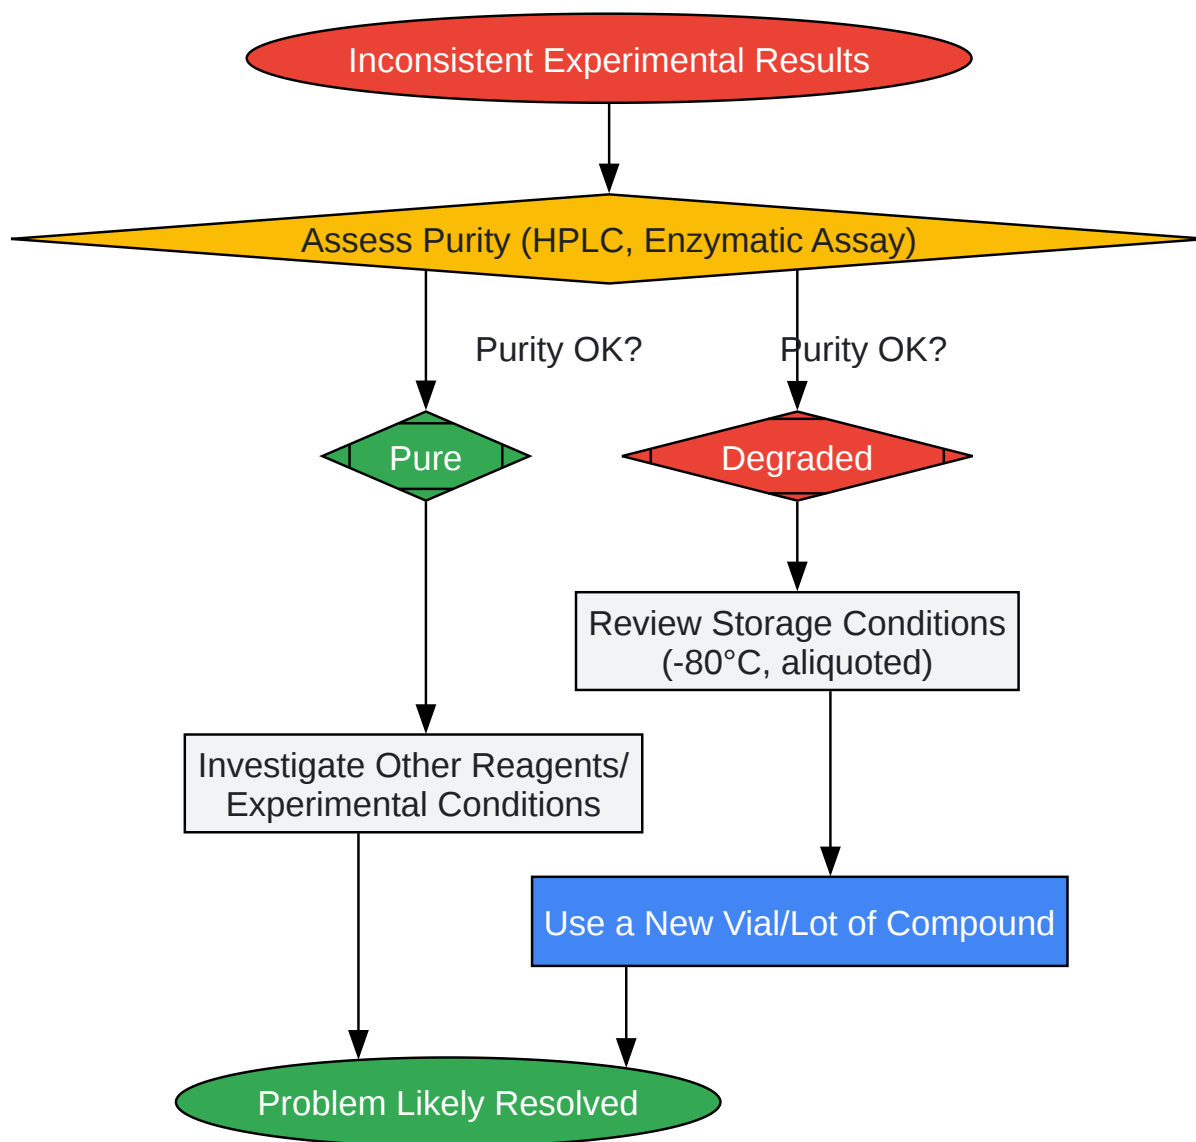 Inconsistent Experimental Results
Assess Purity (HPLC, Enzymatic Assay)
Purity OK?
Purity OK?
Pure
Degraded
Review Storage Conditions
(-80°C, aliquoted)
Investigate Other Reagents/
Experimental Conditions
Use a New Vial/Lot of Compound
Problem Likely Resolved